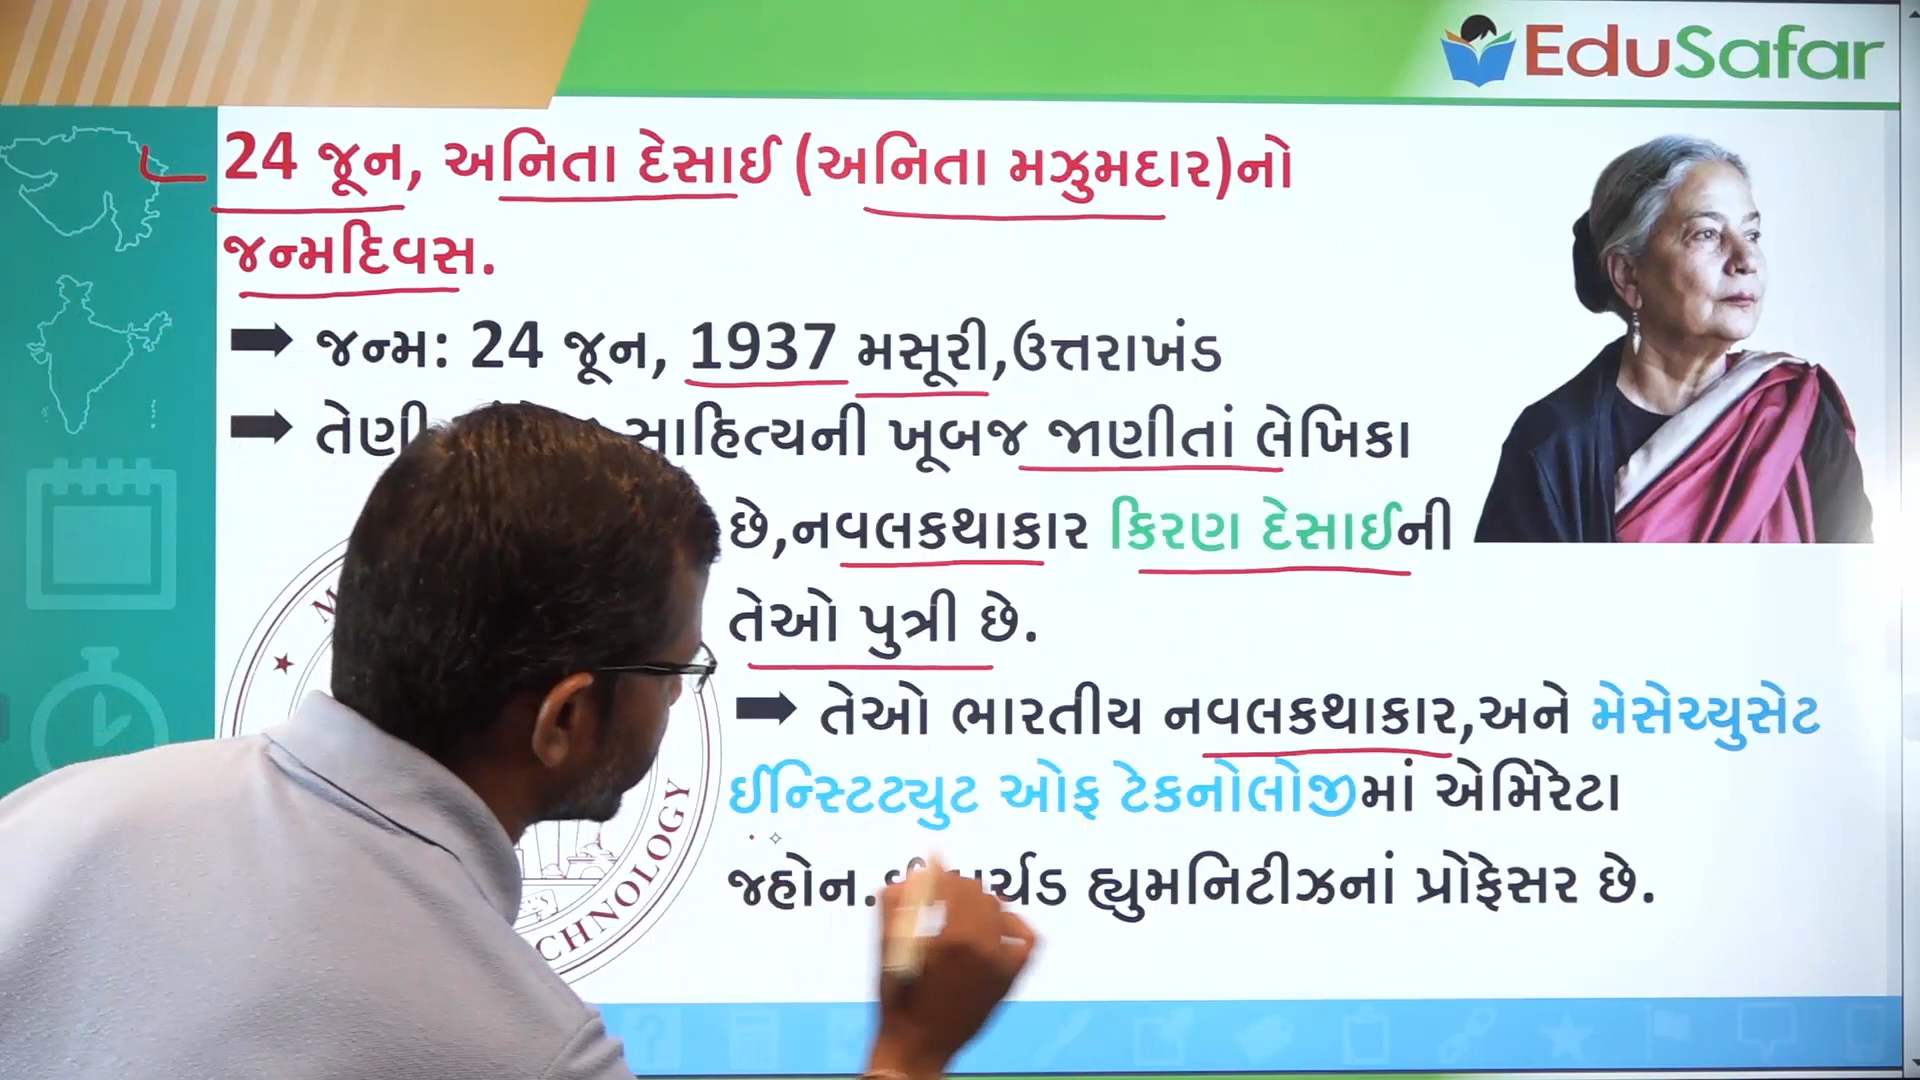 EduSafar
24 જૂન, અનિતા દેસાઈ (અનિતા મઝુમદાર)નો
જન્મદિવસ.
જન્મ: 24 જૂન, 1937 મસૂરી,ઉત્તરાખંડ
સાહિત્યની ખૂબજ જાણીતાં લેખિકા
છે,નવલકથાકાર કિરણ દેસાઈની
તેઓ પુત્રી છે.
તેઓ ભારતીય નવલકથાકાર,અને મેસેચ્યુસેટ
ઈન્સ્ટિટ્યુટ ઓફ ટેકનોલોજીમાં એમિરેટા
જહોન. હ્યુમનિટીઝનાં પ્રોફેસર છે.